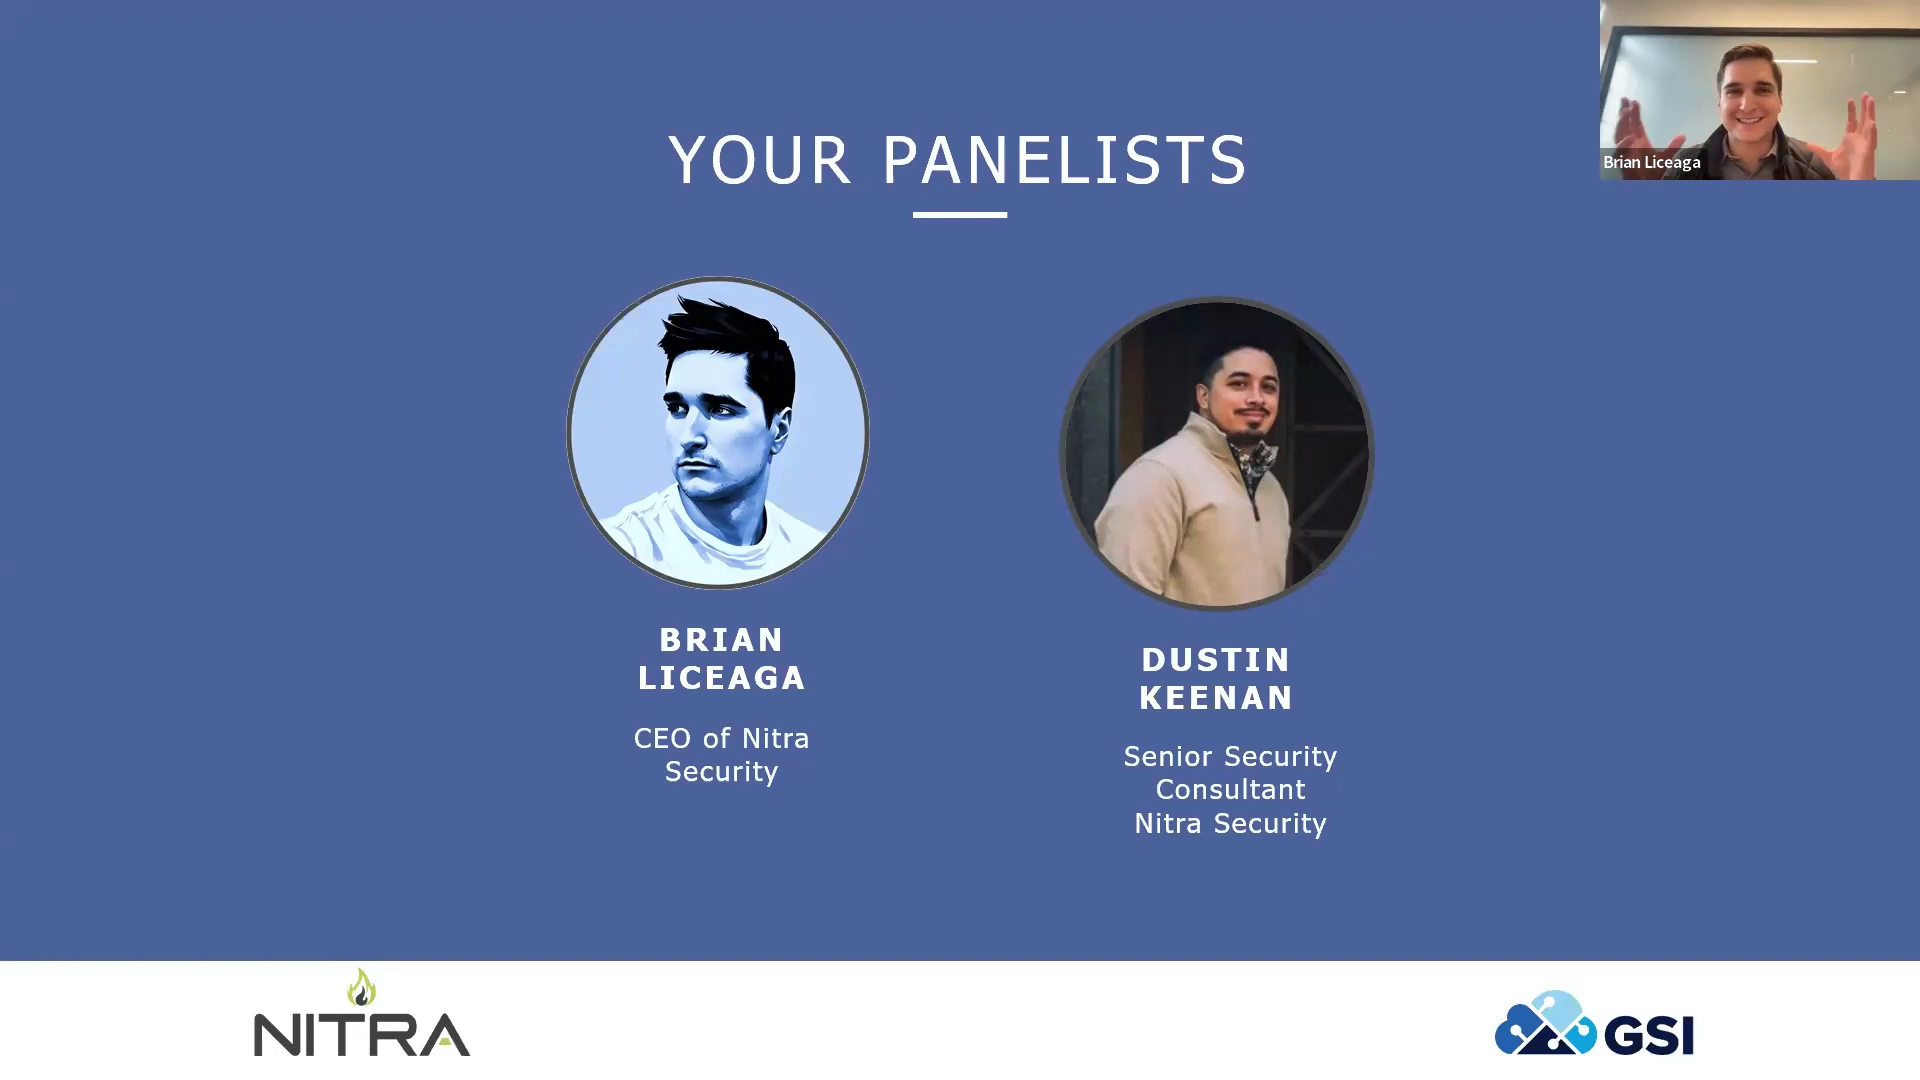 YOUR PANELISTS
Brian Liceaga
BRIAN
LICEAGA
CEO of Nitra
Security
DUSTIN
KEENAN
Senior Security
Consultant
Nitra Security
NITRA
GSI